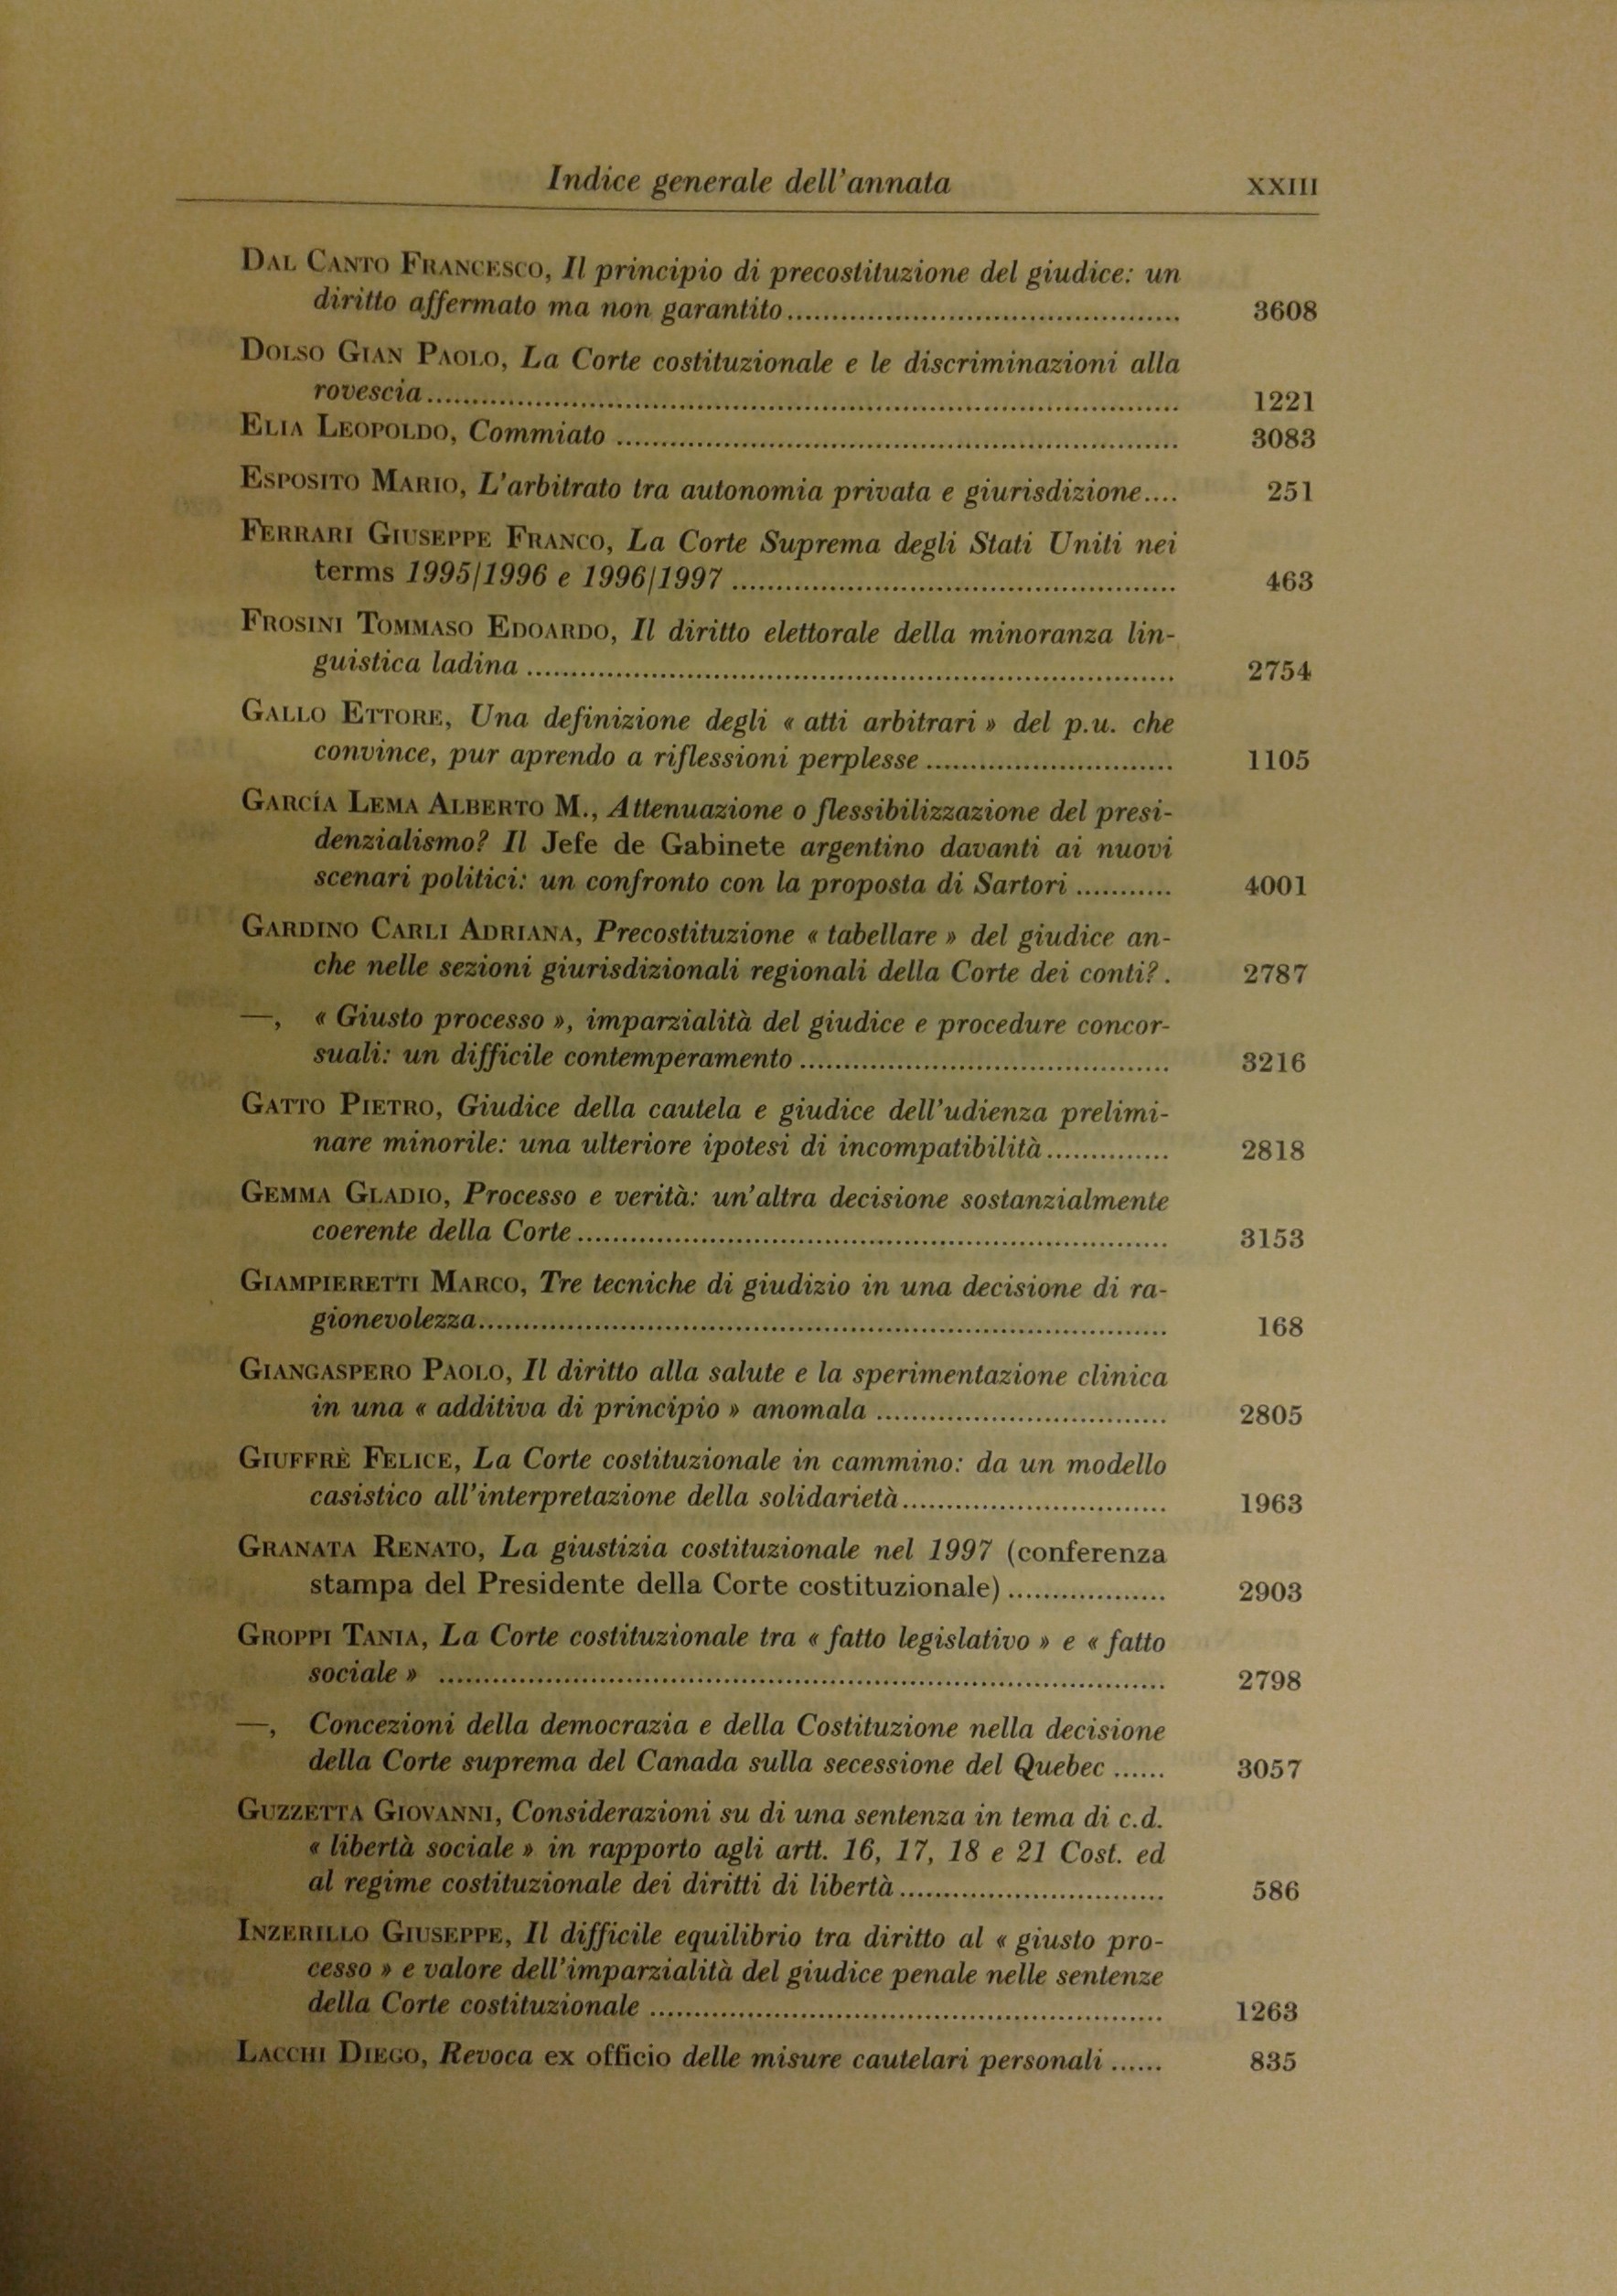 Indice generale dell'annata XXIII
DAL CANTO FRANCESCO, Il principio di precostituzione del giudice: un
diritto affermato ma non garantito ........ 3608
DOLSO GIAN PAOLO, La Corte costituzionale e le discriminazioni alla
rovescia ........ 1221
ELIA LEOPOLDO, Commiato ........ 3083
ESPOSITO MARIO, L'arbitrato tra autonomia privata e giurisdizione .... 251
FERRARI GIUSEPPE FRANCO, La Corte Suprema degli Stati Uniti nei
terms 1995/1996 e 1996/1997 ........ 463
FROSINI TOMMASO EDOARDO, Il diritto elettorale della minoranza lin-
guistica ladina ........ 2754
GALLO ETTORE, Una definizione degli « atti arbitrari » del p.u. che
convince, pur aprendo a riflessioni perplesse ........ 1105
GARCÍA LEMA ALBERTO M., Attenuazione o flessibilizzazione del presi-
denzialismo? Il Jefe de Gabinete argentino davanti ai nuovi
scenari politici: un confronto con la proposta di Sartori ........ 4001
GARDINO CARLI ADRIANA, Precostituzione « tabellare » del giudice an-
che nelle sezioni giurisdizionali regionali della Corte dei conti? . 2787
—, « Giusto processo », imparzialità del giudice e procedure concor-
suali: un difficile contemperamento ........ 3216
GATTO PIETRO, Giudice della cautela e giudice dell'udienza prelimi-
nare minorile: una ulteriore ipotesi di incompatibilità ........ 2818
GEMMA GLADIO, Processo e verità: un'altra decisione sostanzialmente
coerente della Corte ........ 3153
GIAMPIERETTI MARCO, Tre tecniche di giudizio in una decisione di ra-
gionevolezza ........ 168
GIANGASPERO PAOLO, Il diritto alla salute e la sperimentazione clinica
in una « additiva di principio » anomala ........ 2805
GIUFFRÈ FELICE, La Corte costituzionale in cammino: da un modello
casistico all'interpretazione della solidarietà ........ 1963
GRANATA RENATO, La giustizia costituzionale nel 1997 (conferenza
stampa del Presidente della Corte costituzionale) ........ 2903
GROPPI TANIA, La Corte costituzionale tra « fatto legislativo » e « fatto
sociale » ........ 2798
—, Concezioni della democrazia e della Costituzione nella decisione
della Corte suprema del Canada sulla secessione del Quebec ...... 3057
GUZZETTA GIOVANNI, Considerazioni su di una sentenza in tema di c.d.
« libertà sociale » in rapporto agli artt. 16, 17, 18 e 21 Cost. ed
al regime costituzionale dei diritti di libertà ........ 586
INZERILLO GIUSEPPE, Il difficile equilibrio tra diritto al « giusto pro-
cesso » e valore dell'imparzialità del giudice penale nelle sentenze
della Corte costituzionale ........ 1263
LACCHI DIEGO, Revoca ex officio delle misure cautelari personali ...... 835